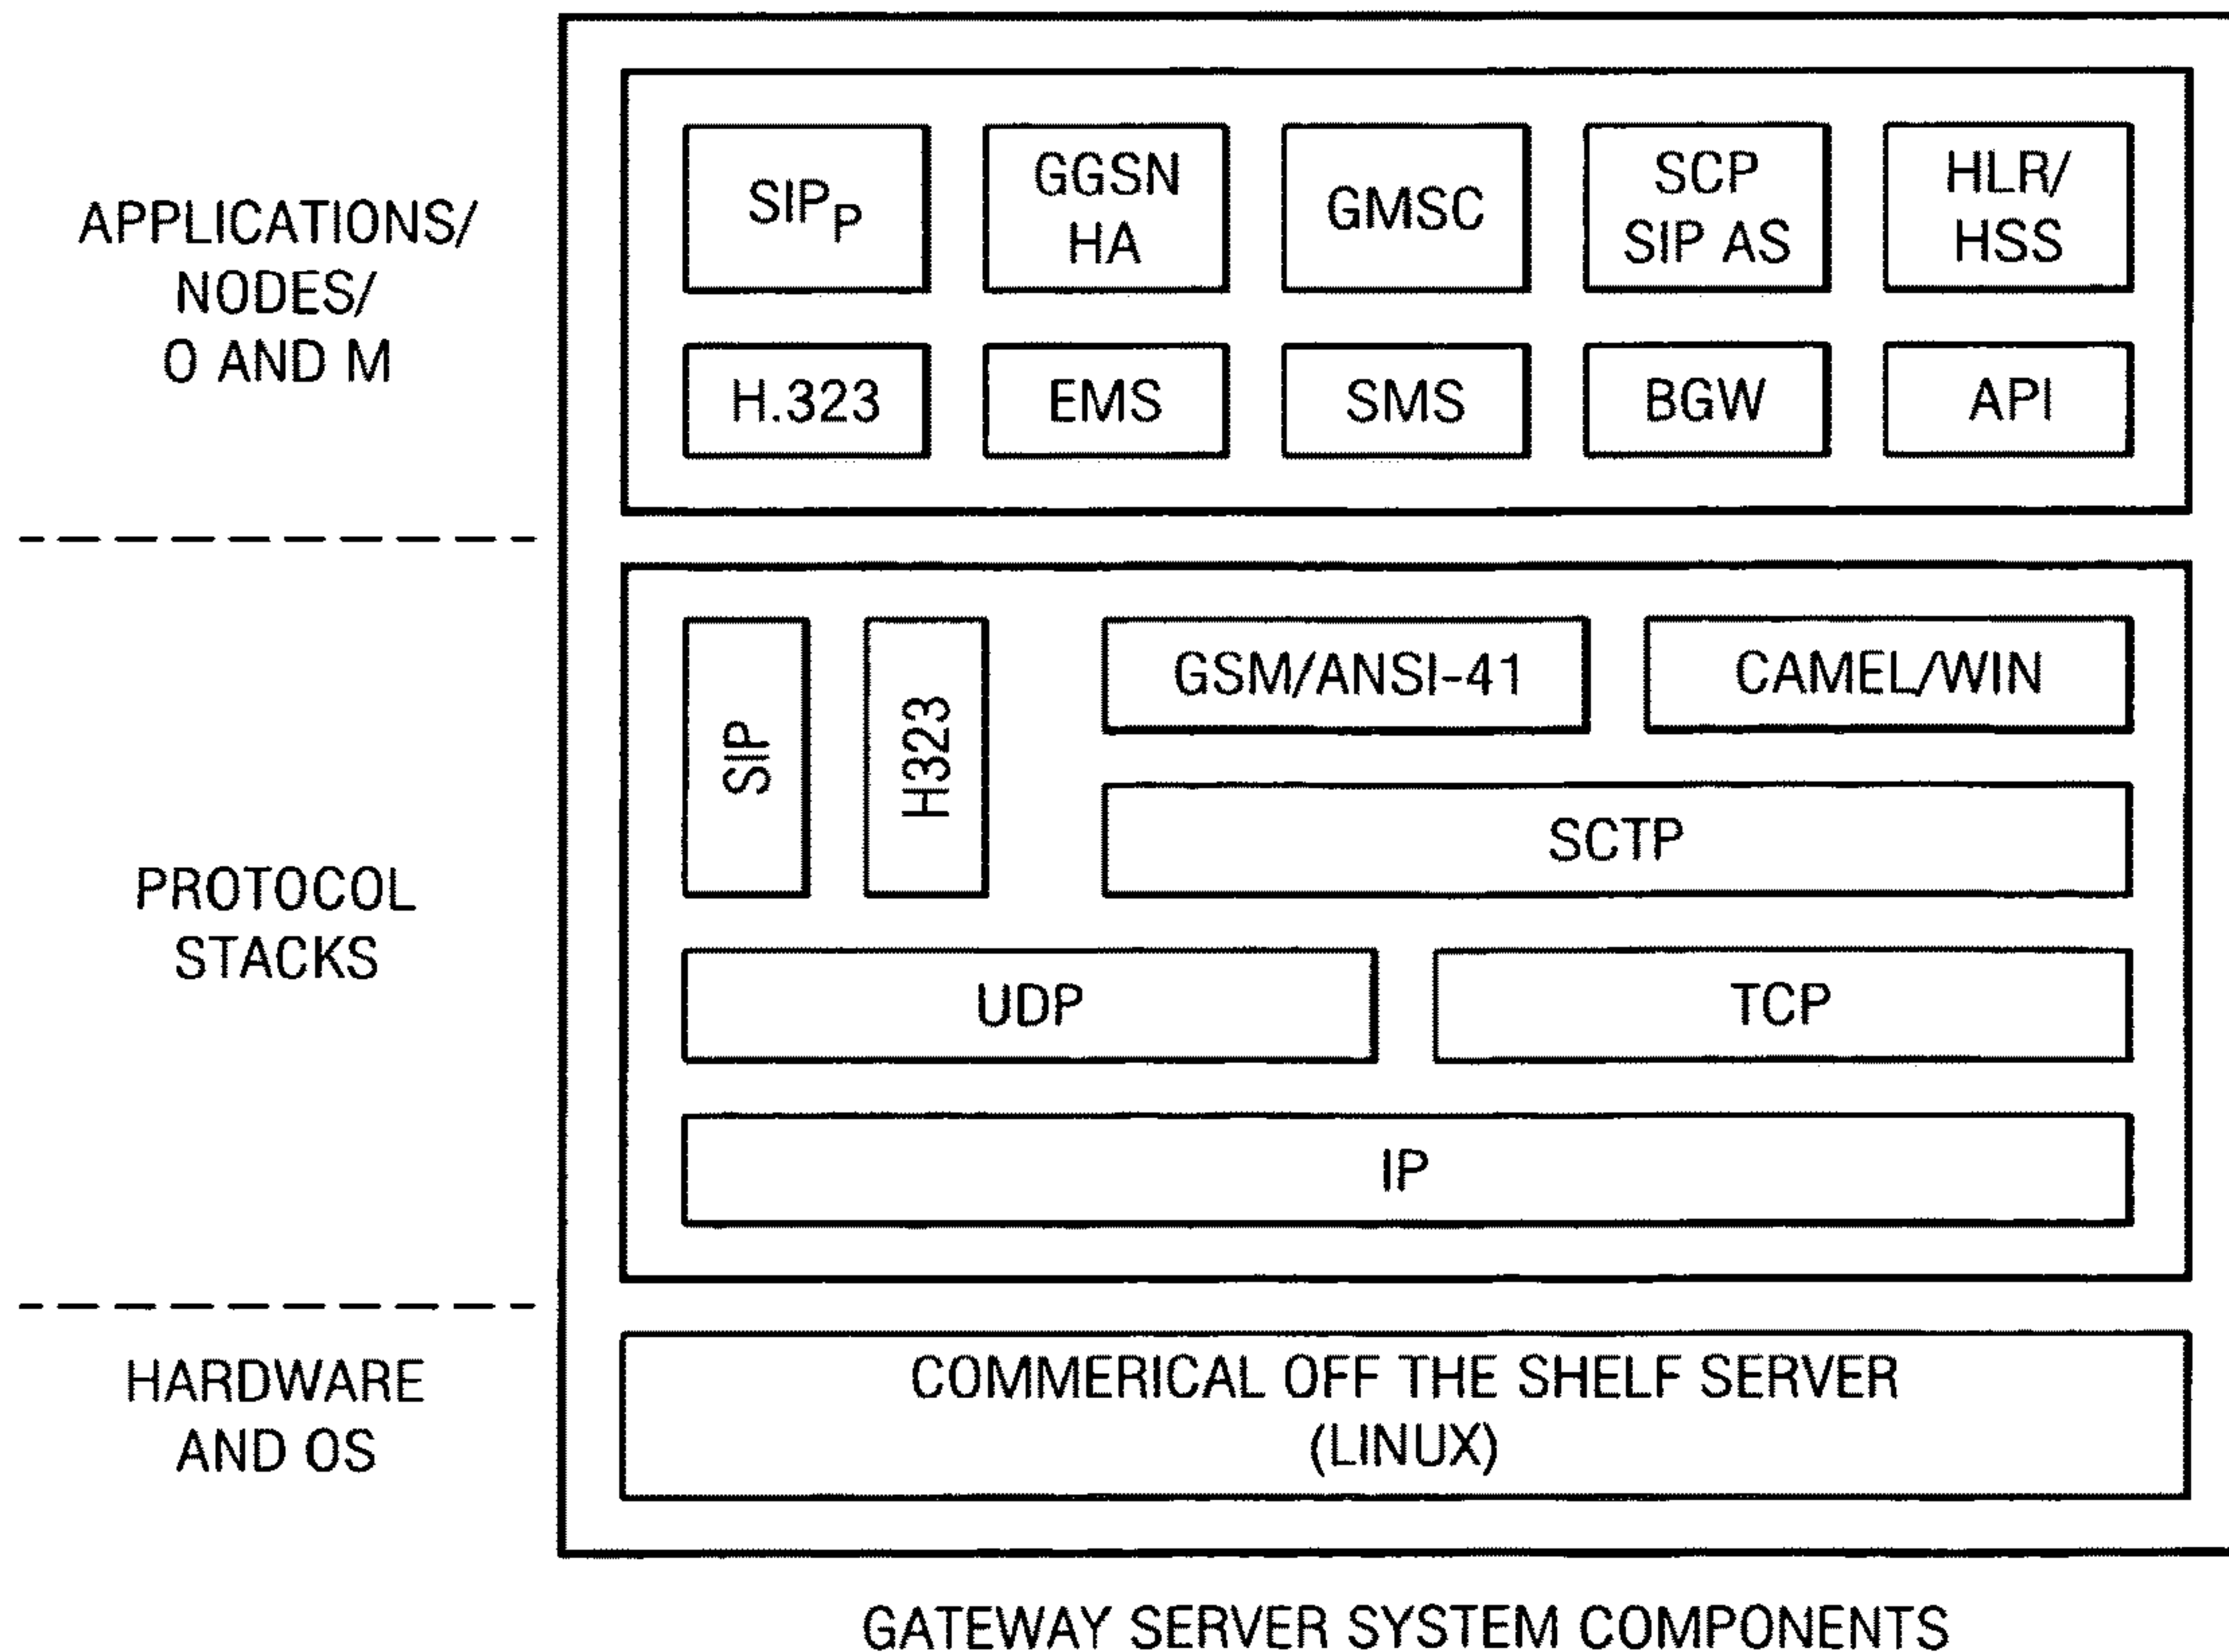 APPLICATIONS/
NODES/
O AND M
SIPP
GGSN
HA
GMSC
SCP
SIP AS
HLR/
HSS
H.323
EMS
SMS
BGW
API
PROTOCOL
STACKS
SIP
H323
GSM/ANSI-41
CAMEL/WIN
SCTP
UDP
TCP
IP
HARDWARE
AND OS
COMMERICAL OFF THE SHELF SERVER
(LINUX)
GATEWAY SERVER SYSTEM COMPONENTS